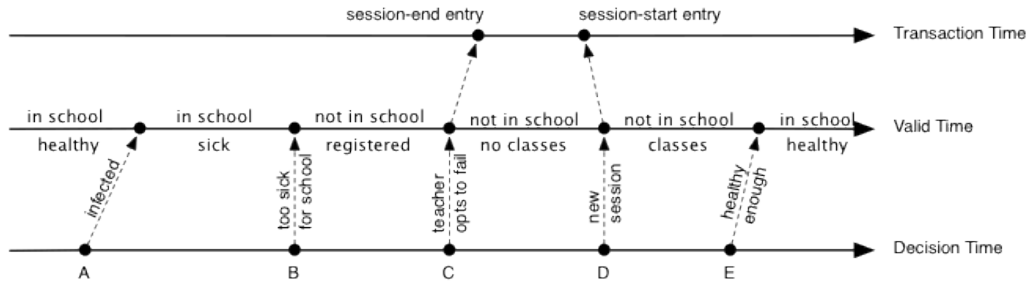 session-end entry session-start entry
Transaction Time
in school in school not in school not in school not in school in school
Valid Time
healthy sick registered no classes classes healthy
infected
too sick
for school
teacher
opts to fail
new
session
healthy
enough
Decision Time
A B C D E